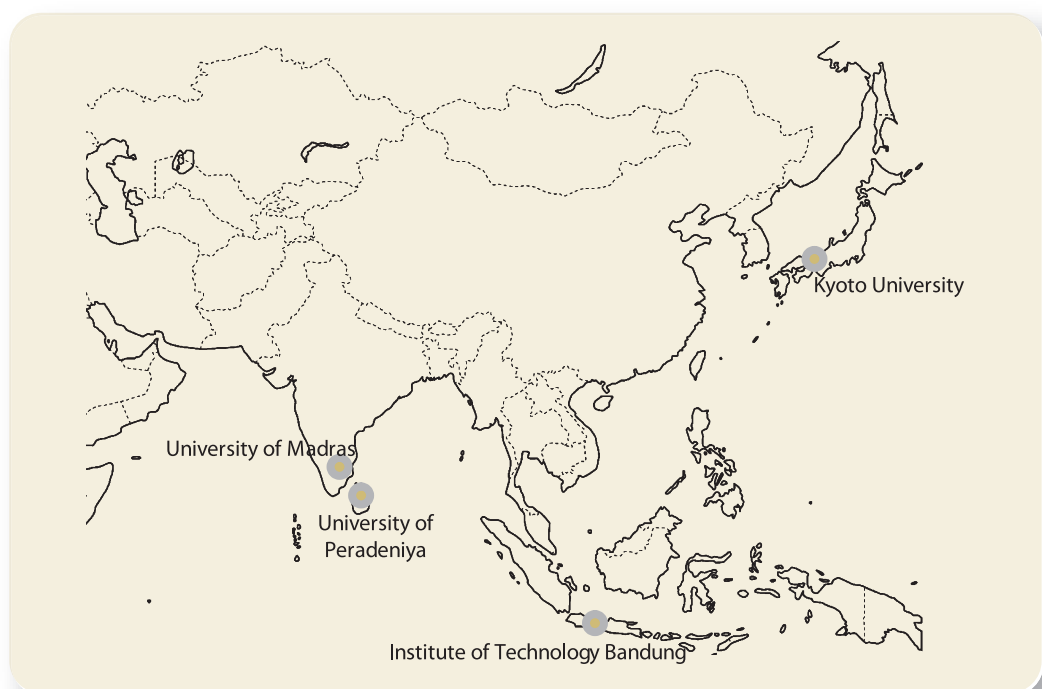 Kyoto University
University of Madras
University of
Peradeniya
Institute of Technology Bandung